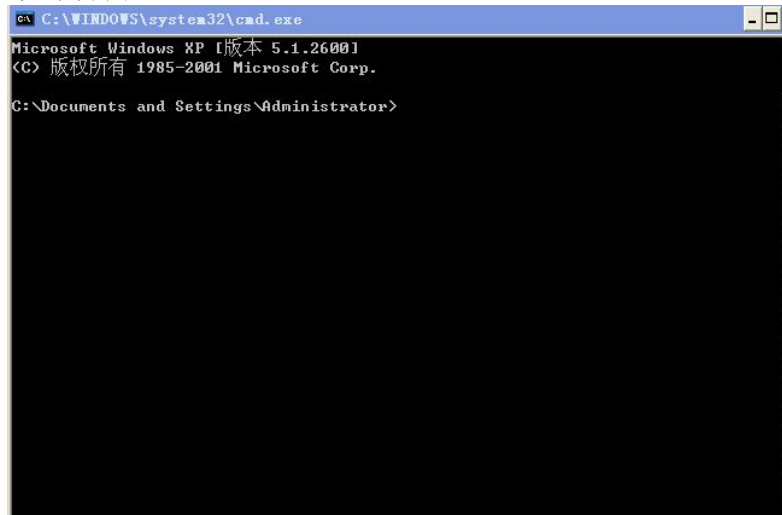 C:\WINDOWS\system32\cmd.exe
Microsoft Windows XP [版本 5.1.2600]
(C) 版权所有 1985-2001 Microsoft Corp.
C:\Documents and Settings\Administrator>